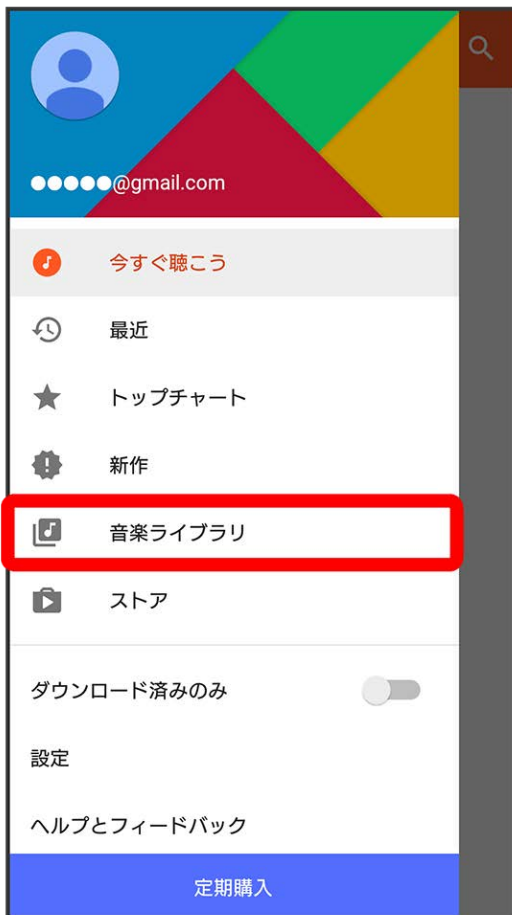 ●●●●●@gmail.com
今すぐ聴こう
最近
トップチャート
新作
音楽ライブラリ
ストア
ダウンロード済みのみ
設定
ヘルプとフィードバック
定期購入